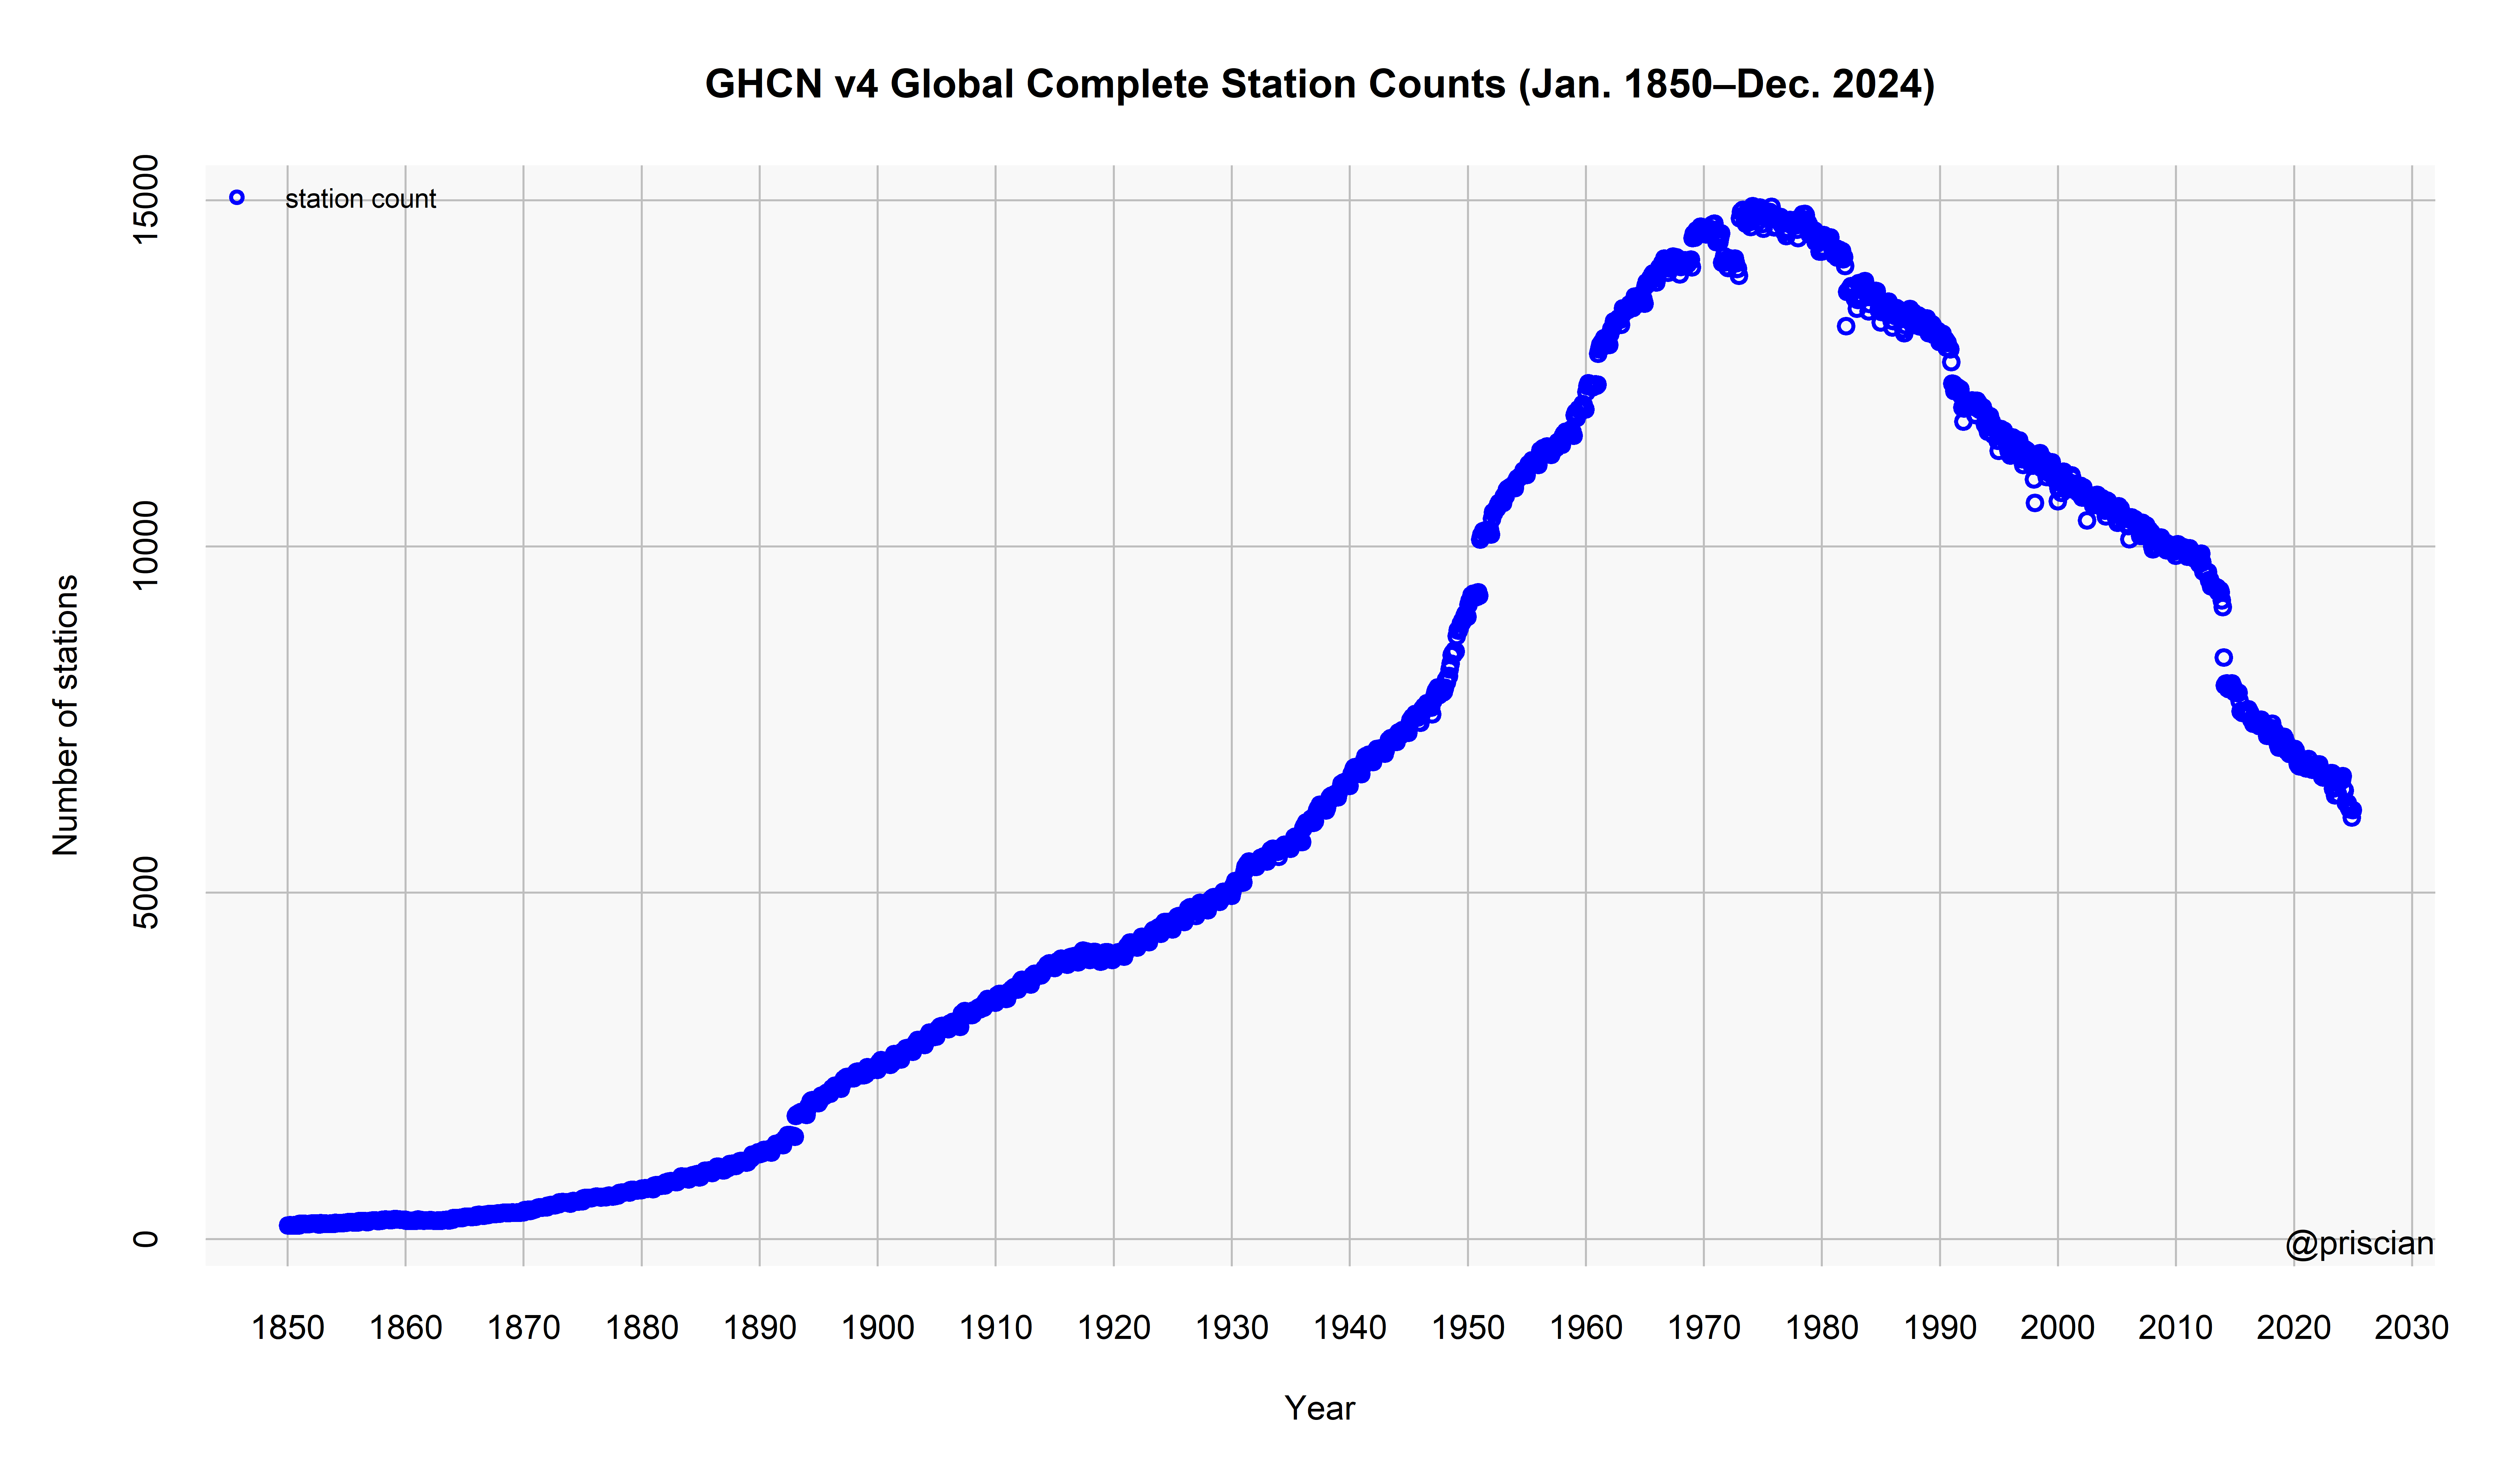 GHCN v4 Global Complete Station Counts (Jan. 1850–Dec. 2024)
station count
Number of stations
15000
10000
5000
0
@priscian
1850 1860 1870 1880 1890 1900 1910 1920 1930 1940 1950 1960 1970 1980 1990 2000 2010 2020 2030
Year